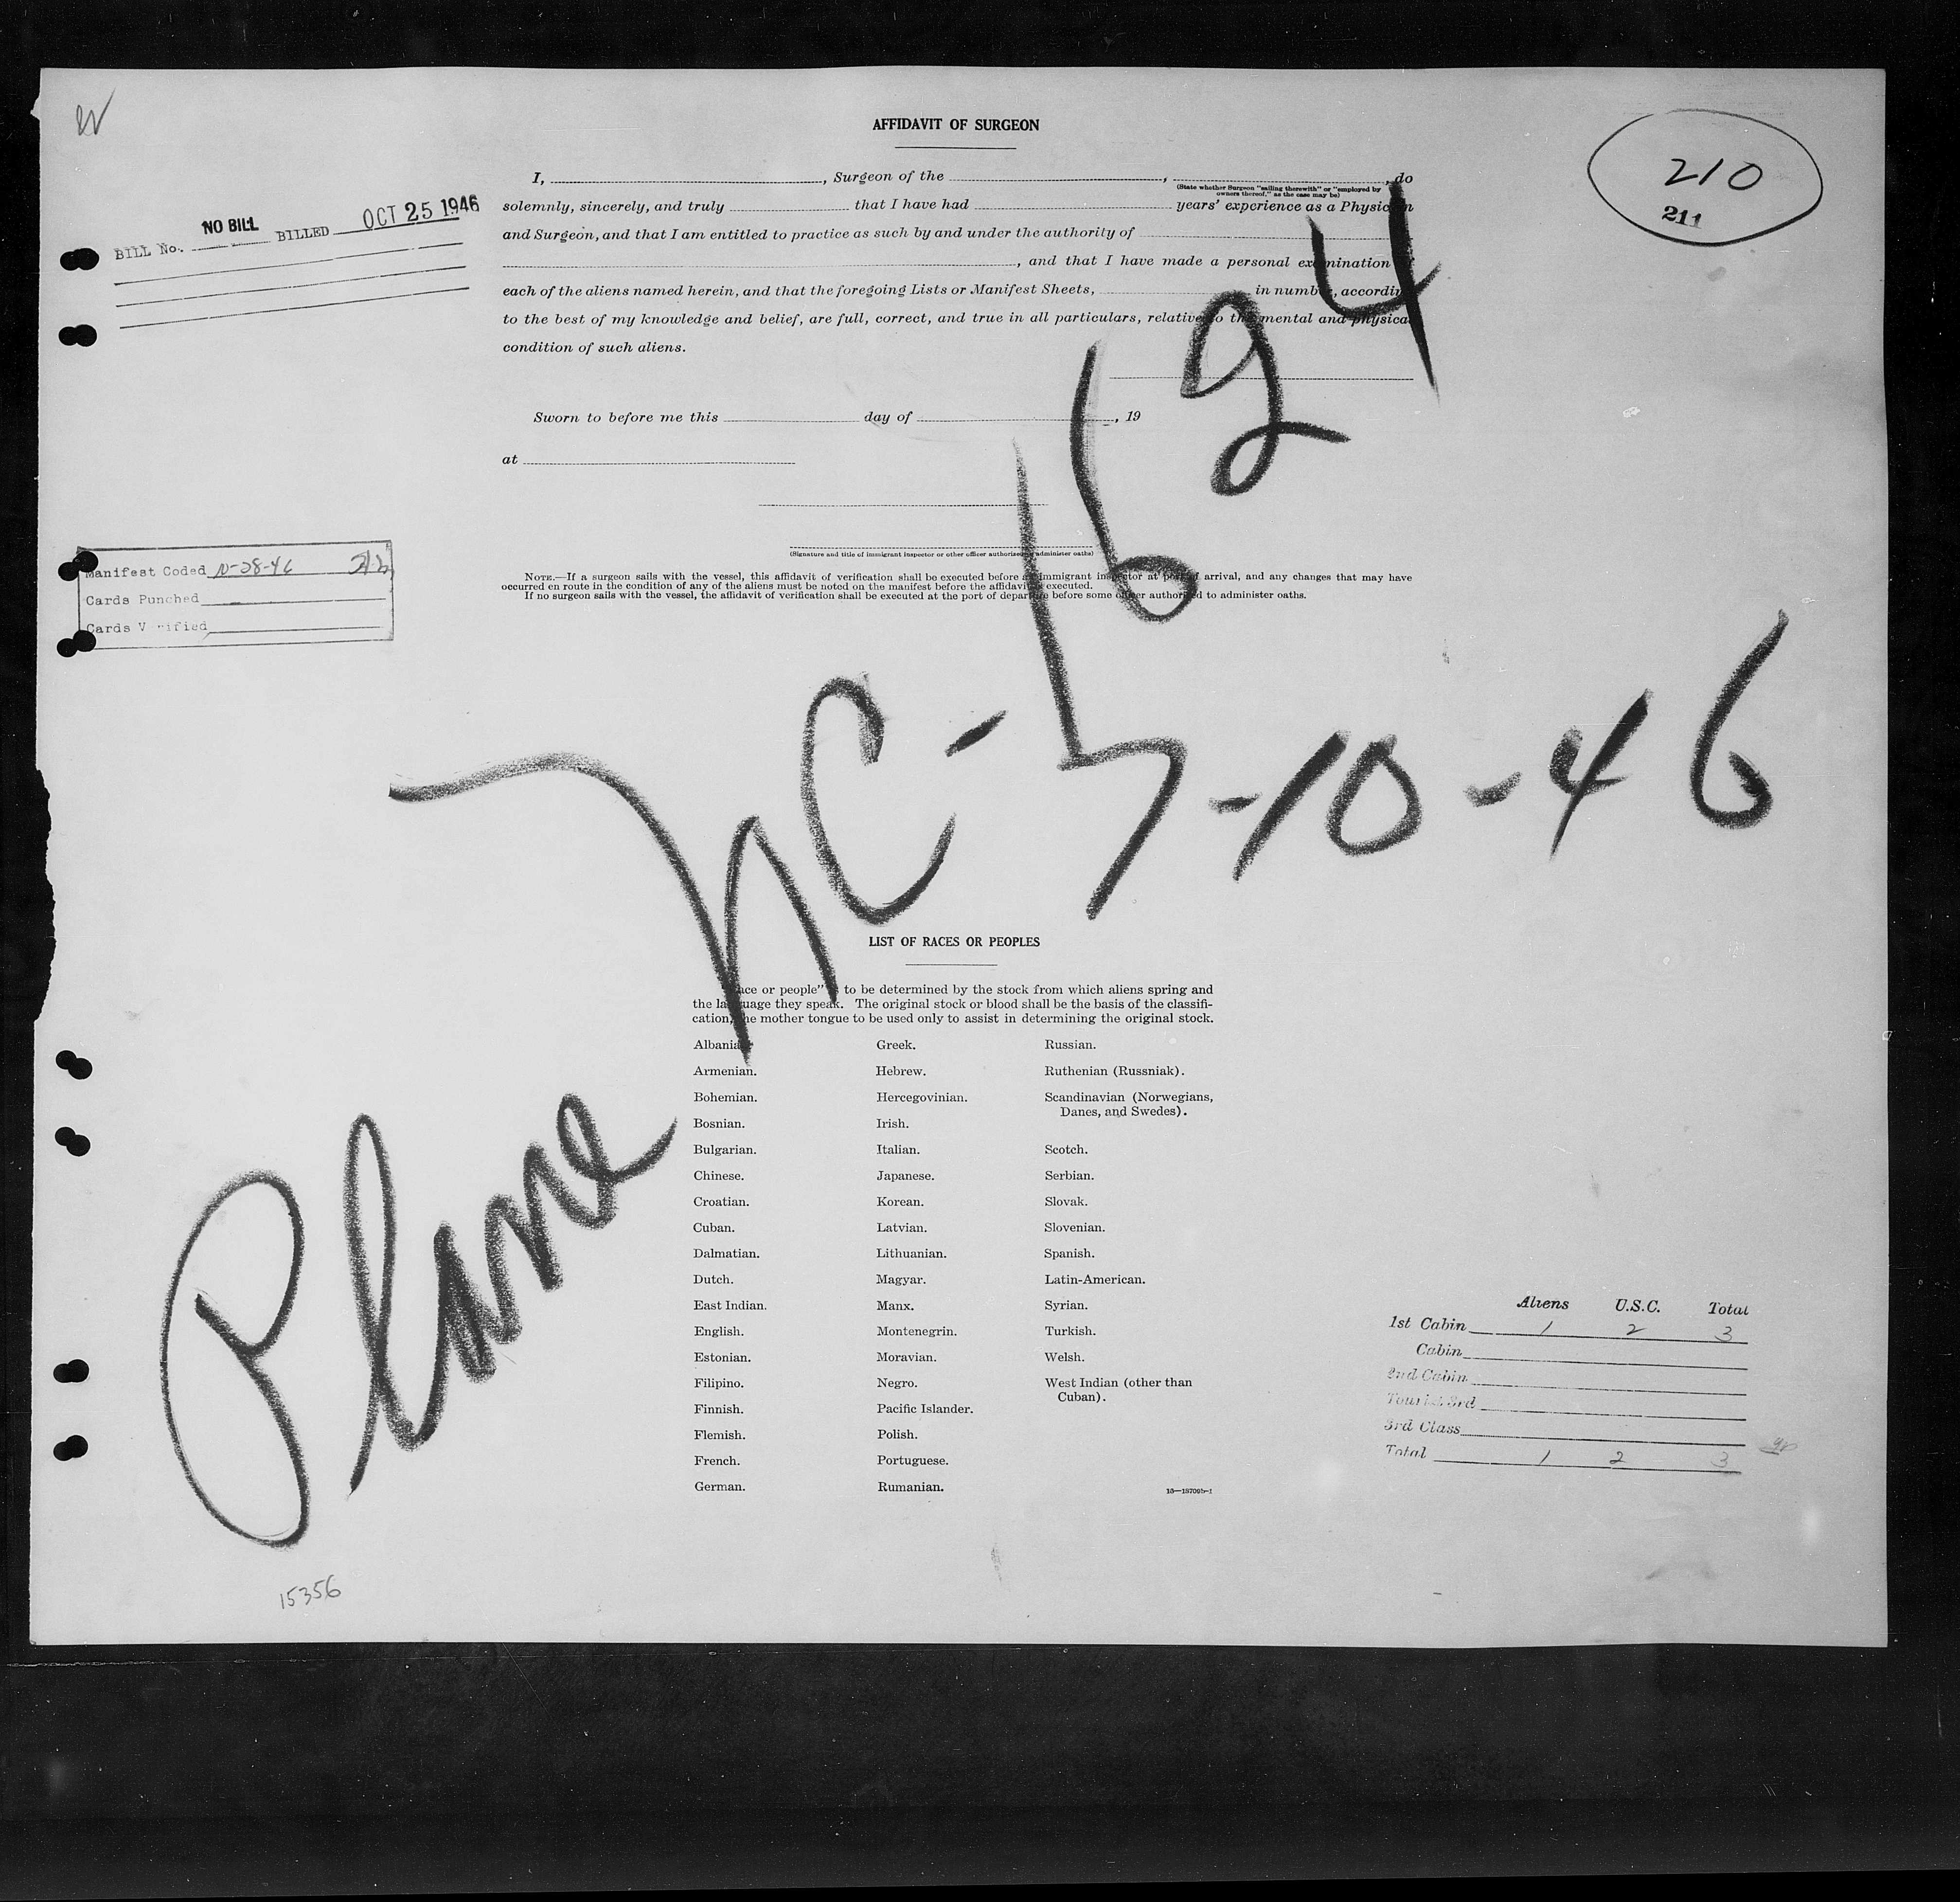 AFFIDAVIT OF SURGEON
I, , Surgeon of the , , do
(State whether Surgeon "sailing therewith" or "employed by
owners thereof," as the case may be)
solemnly, sincerely, and truly that I have had years' experience as a Physician
and Surgeon, and that I am entitled to practice as such by and under the authority of
, and that I have made a personal examination
each of the aliens named herein, and that the foregoing Lists or Manifest Sheets, in number, according
to the best of my knowledge and belief, are full, correct, and true in all particulars, relative to the mental and physical
condition of such aliens.
Sworn to before me this day of , 19
at
(Signature and title of immigrant inspector or other officer authorized to administer oaths)
NOTE.—If a surgeon sails with the vessel, this affidavit of verification shall be executed before an immigrant inspector at port of arrival, and any changes that may have
occurred en route in the condition of any of the aliens must be noted on the manifest before the affidavit is executed.
If no surgeon sails with the vessel, the affidavit of verification shall be executed at the port of departure before some officer authorized to administer oaths.
210
211
NO BILL
BILL No. BILLED OCT 25 1946
Manifest Coded
Cards Punched
Cards Verified
Plane NC-1624
-10-46
LIST OF RACES OR PEOPLES
"Race or people" is to be determined by the stock from which aliens spring and
the language they speak. The original stock or blood shall be the basis of the classifi-
cation, the mother tongue to be used only to assist in determining the original stock.
Albanian. Greek. Russian.
Armenian. Hebrew. Ruthenian (Russniak).
Bohemian. Hercegovinian. Scandinavian (Norwegians,
Danes, and Swedes).
Bosnian. Irish.
Bulgarian. Italian. Scotch.
Chinese. Japanese. Serbian.
Croatian. Korean. Slovak.
Cuban. Latvian. Slovenian.
Dalmatian. Lithuanian. Spanish.
Dutch. Magyar. Latin-American.
East Indian. Manx. Syrian.
English. Montenegrin. Turkish.
Estonian. Moravian. Welsh.
Filipino. Negro. West Indian (other than
Cuban).
Finnish. Pacific Islander.
Flemish. Polish.
French. Portuguese.
German. Rumanian.
Aliens U.S.C. Total
1st Cabin 1 2 3
Cabin
2nd Cabin
Tourist 3rd
3rd Class
Total 1 2 3
15356